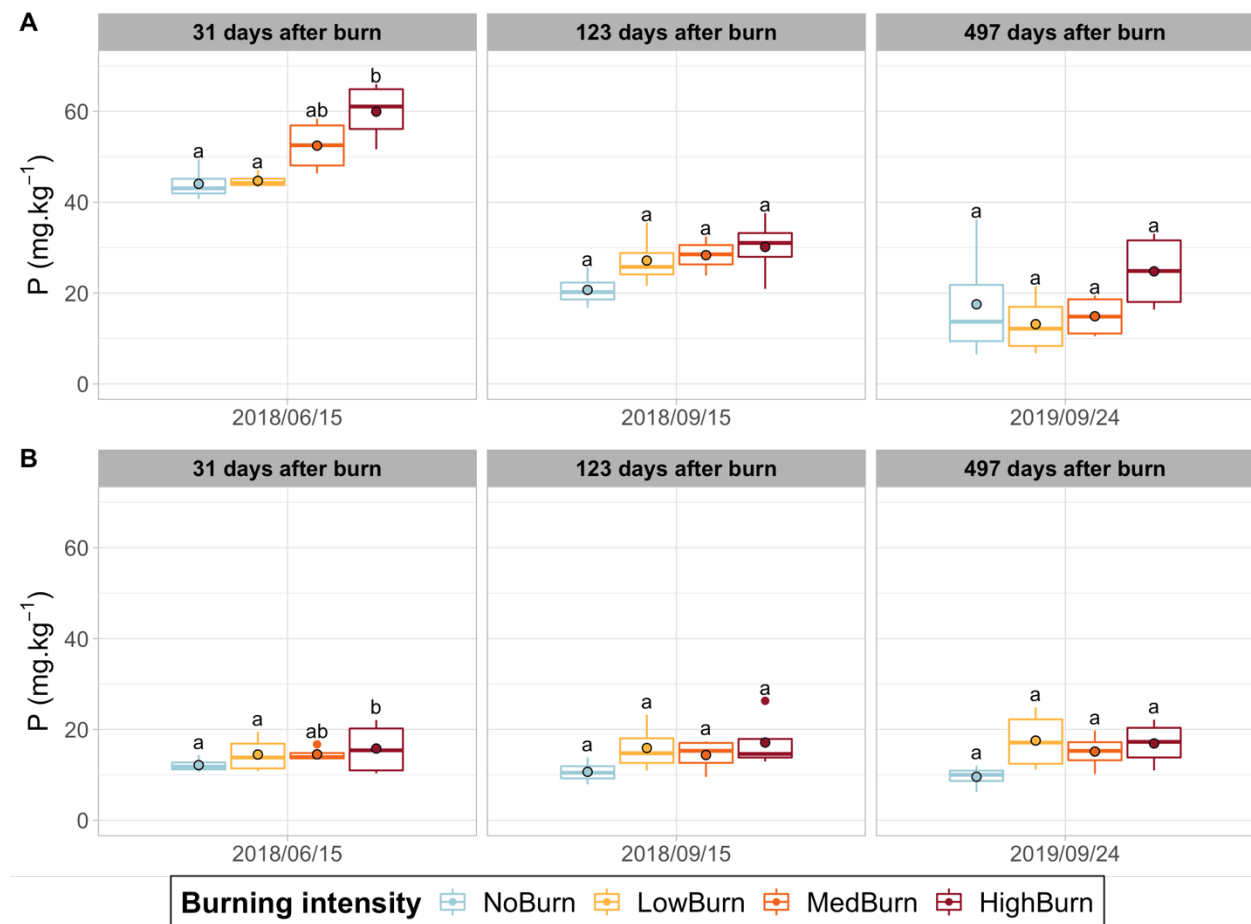 A
31 days after burn 123 days after burn 497 days after burn
b
ab
a a
a a a a
a a a a
P (mg.kg⁻¹)
60
40
20
0
2018/06/15 2018/09/15 2019/09/24
B
31 days after burn 123 days after burn 497 days after burn
P (mg.kg⁻¹)
60
40
20
0
a a ab b
a a a a
a a a a
2018/06/15 2018/09/15 2019/09/24
Burning intensity NoBurn LowBurn MedBurn HighBurn